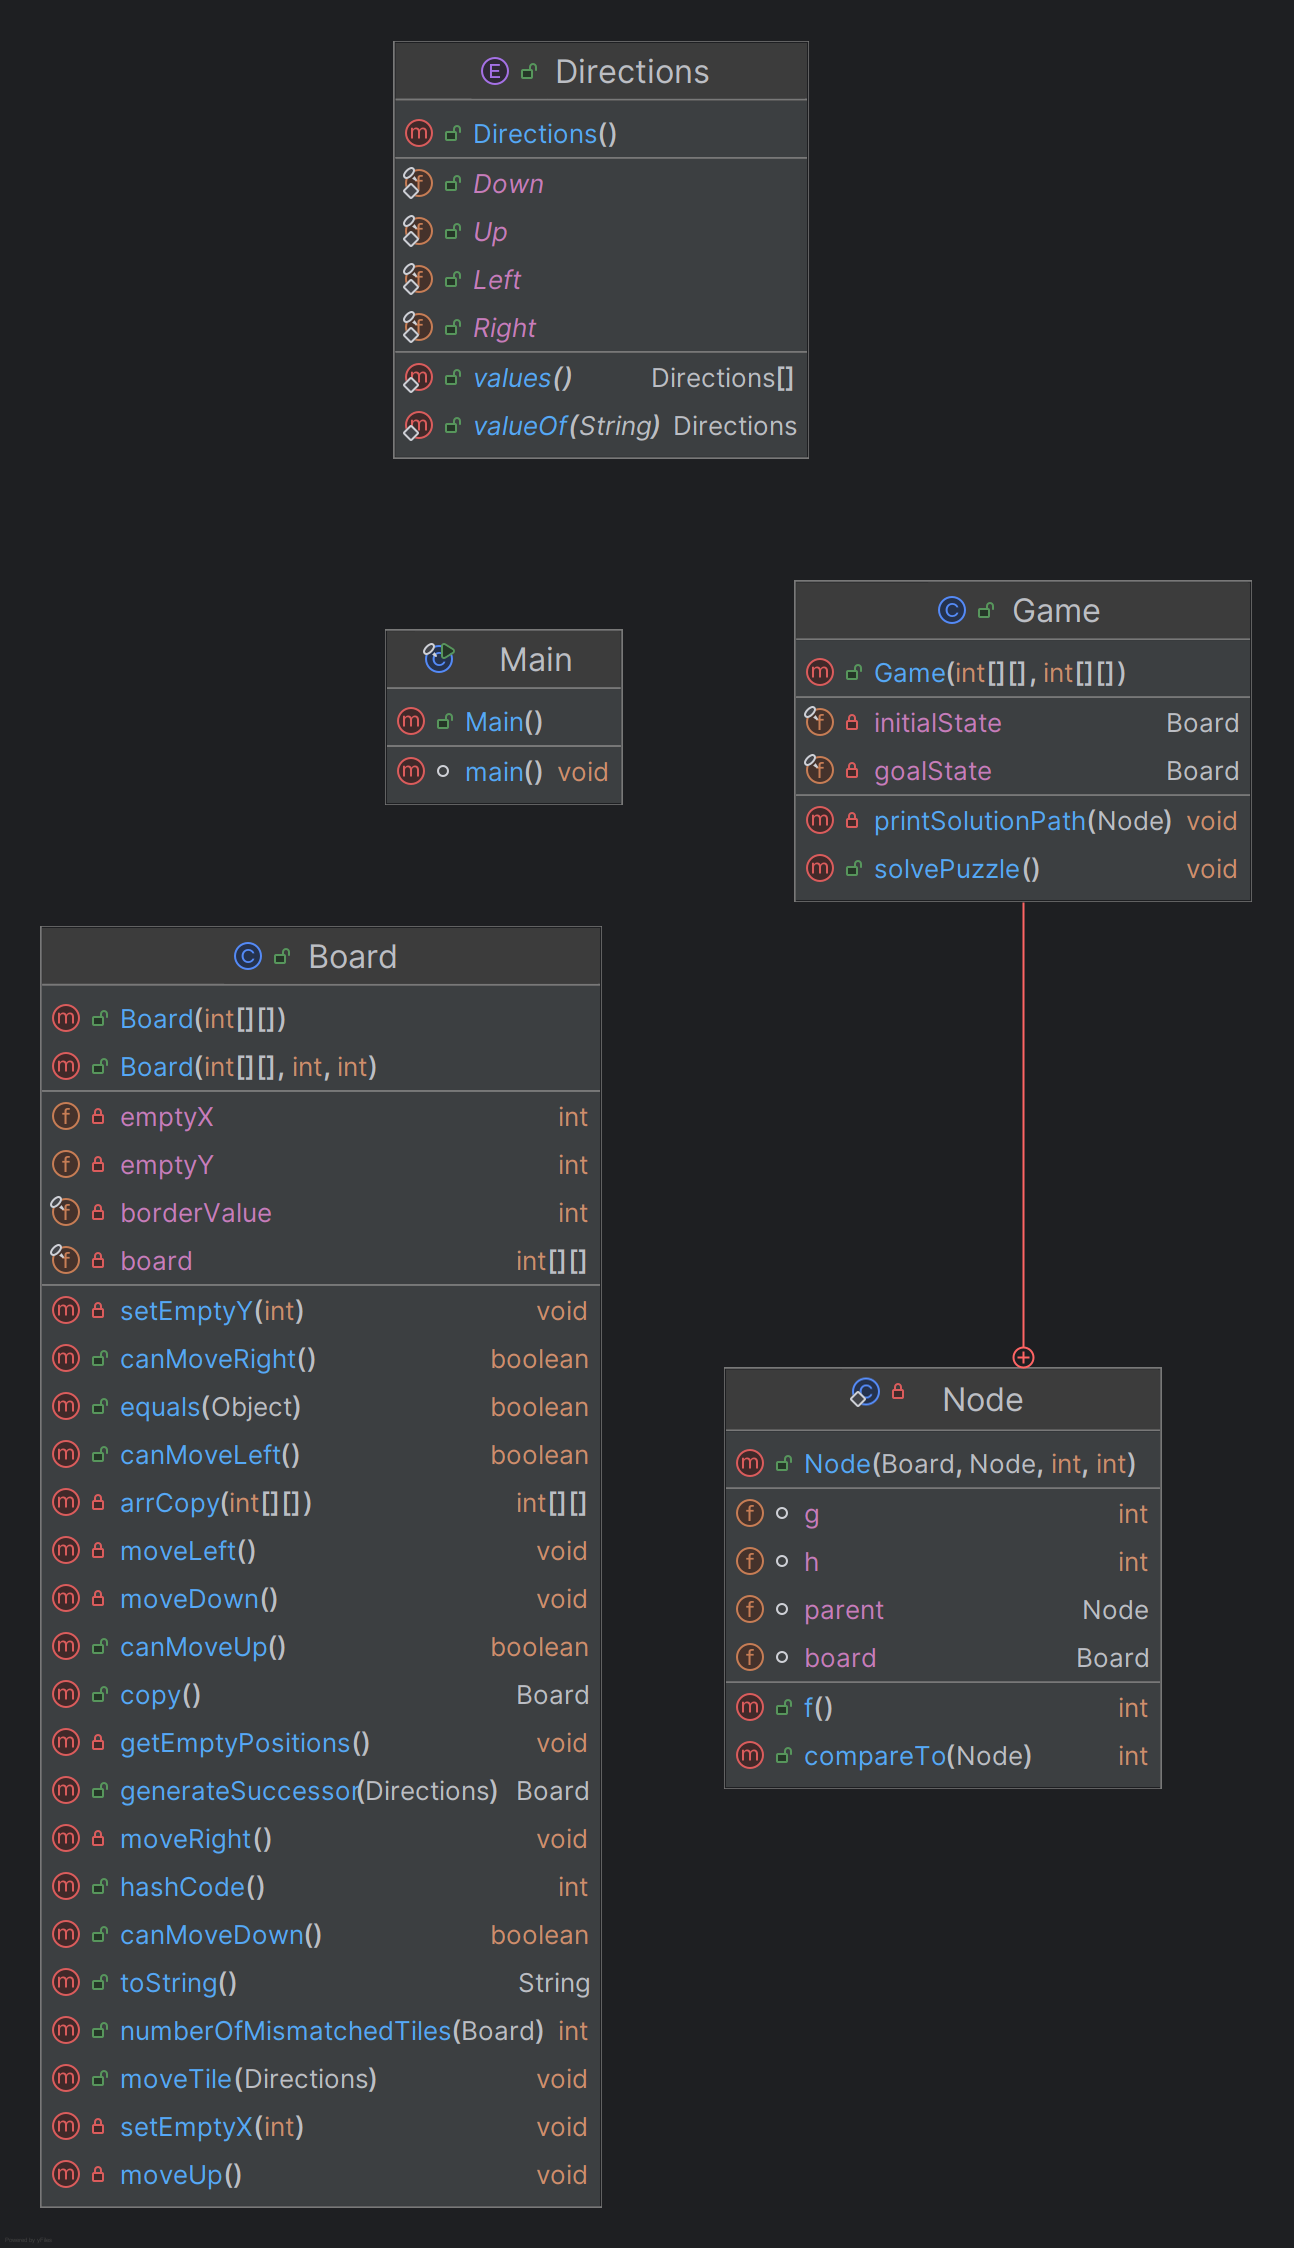 Directions
Directions()
Down
Up
Left
Right
values() Directions[]
valueOf(String) Directions
Main
Main()
main() void
Game
Game(int[][], int[][])
initialState Board
goalState Board
printSolutionPath(Node) void
solvePuzzle() void
Board
Board(int[][])
Board(int[][], int, int)
emptyX int
emptyY int
borderValue int
board int[][]
setEmptyY(int) void
canMoveRight() boolean
equals(Object) boolean
canMoveLeft() boolean
arrCopy(int[][]) int[][]
moveLeft() void
moveDown() void
canMoveUp() boolean
copy() Board
getEmptyPositions() void
generateSuccessor(Directions) Board
moveRight() void
hashCode() int
canMoveDown() boolean
toString() String
numberOfMismatchedTiles(Board) int
moveTile(Directions) void
setEmptyX(int) void
moveUp() void
Node
Node(Board, Node, int, int)
g int
h int
parent Node
board Board
f() int
compareTo(Node) int
Powered by yFiles